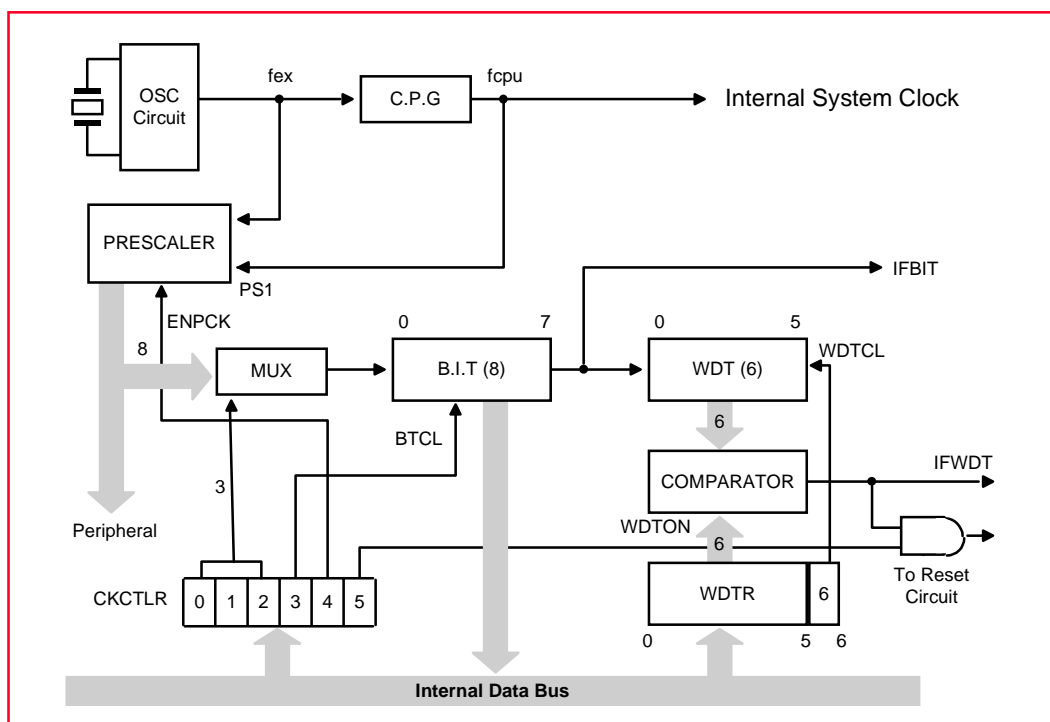 fex
fcpu
OSC
Circuit
C.P.G
Internal System Clock
PRESCALER
PS1
IFBIT
ENPCK
0
7
0
5
8
MUX
B.I.T (8)
WDT (6)
WDTCL
BTCL
6
3
COMPARATOR
IFWDT
Peripheral
WDTON
6
To Reset
Circuit
CKCTLR
0
1
2
3
4
5
WDTR
6
0
5
6
Internal Data Bus